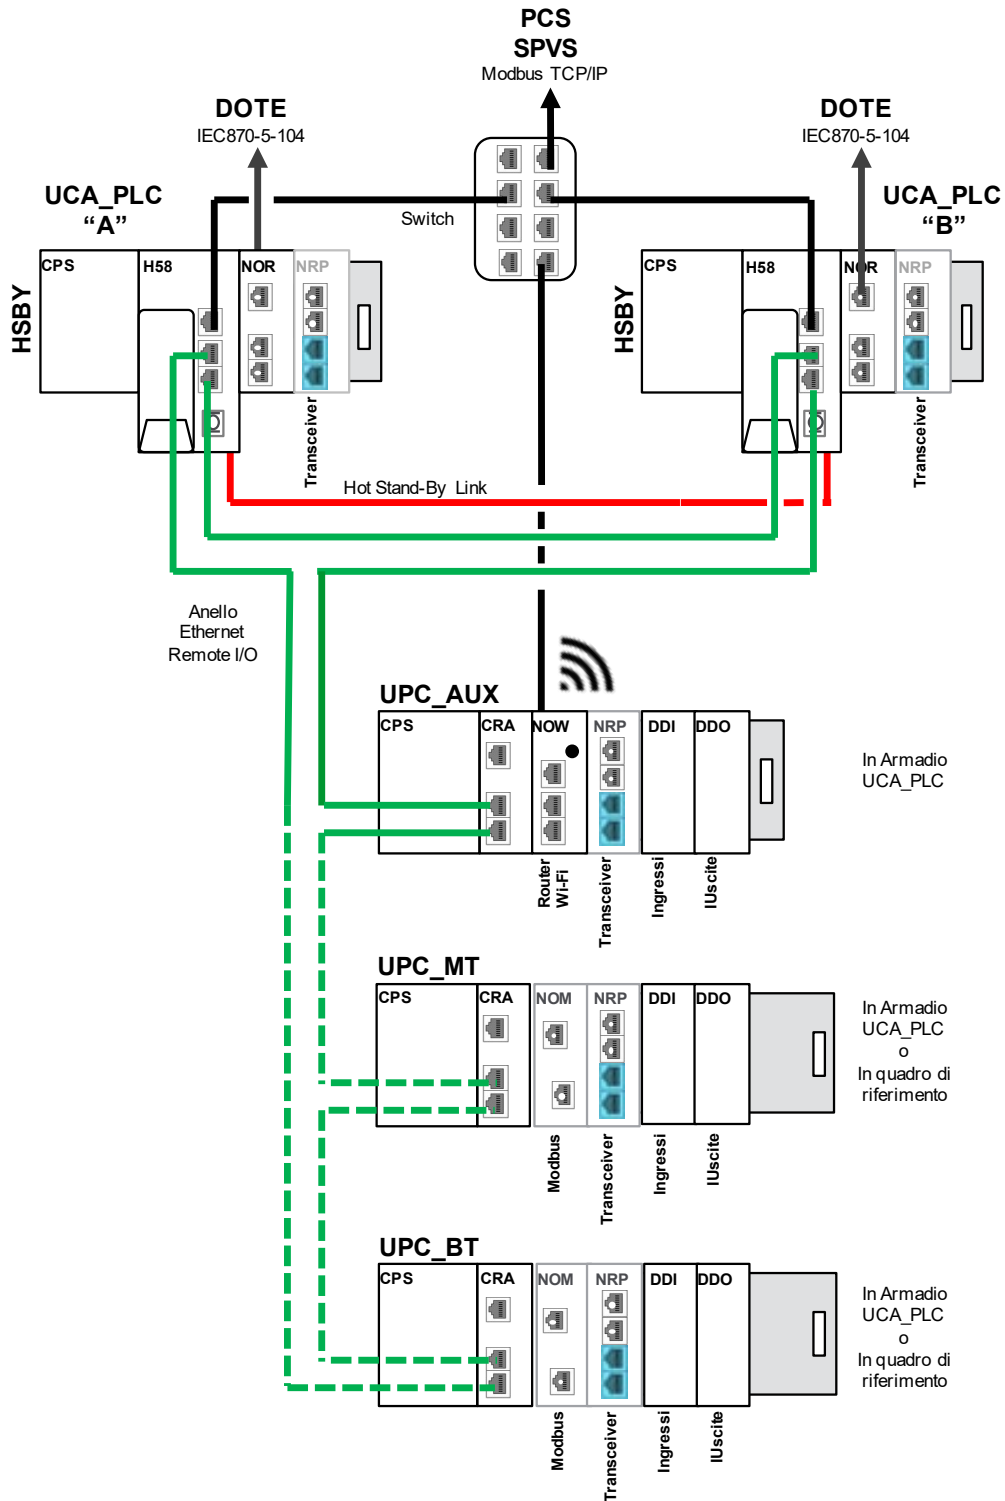 PCS
SPVS
Modbus TCP/IP
DOTE
IEC870-5-104
DOTE
IEC870-5-104
UCA_PLC
“A”
Switch
UCA_PLC
“B”
HSBY
CPS
H58
NOR
NRP
Transceiver
HSBY
CPS
H58
NOR
NRP
Transceiver
Hot Stand-By Link
Anello
Ethernet
Remote I/O
UPC_AUX
CPS
CRA
NOW
NRP
DDI
DDO
In Armadio
UCA_PLC
Router
Wi-Fi
Transceiver
Ingressi
IUscite
UPC_MT
CPS
CRA
NOM
NRP
DDI
DDO
In Armadio
UCA_PLC
o
In quadro di
riferimento
Modbus
Transceiver
Ingressi
IUscite
UPC_BT
CPS
CRA
NOM
NRP
DDI
DDO
In Armadio
UCA_PLC
o
In quadro di
riferimento
Modbus
Transceiver
Ingressi
IUscite